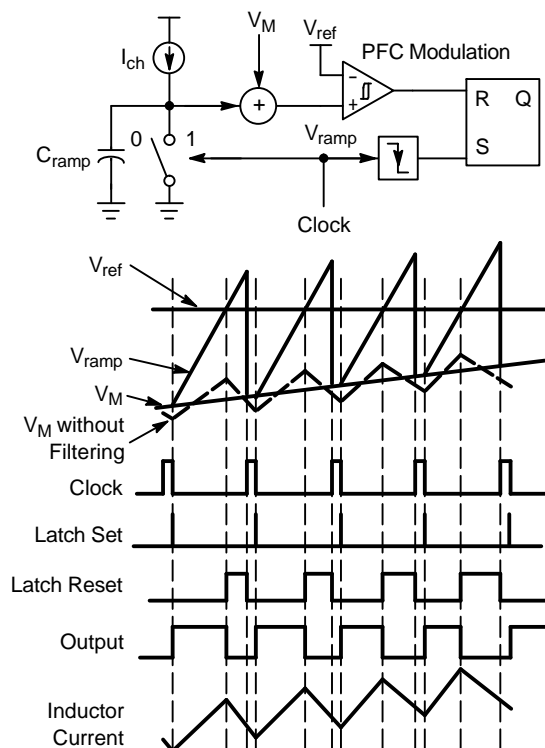 V_M
V_ref
PFC Modulation
I_ch
C_ramp
0 1
+
−
+
V_ramp
R Q
S
Clock
V_ref
V_ramp
V_M
V_M without
Filtering
Clock
Latch Set
Latch Reset
Output
Inductor
Current